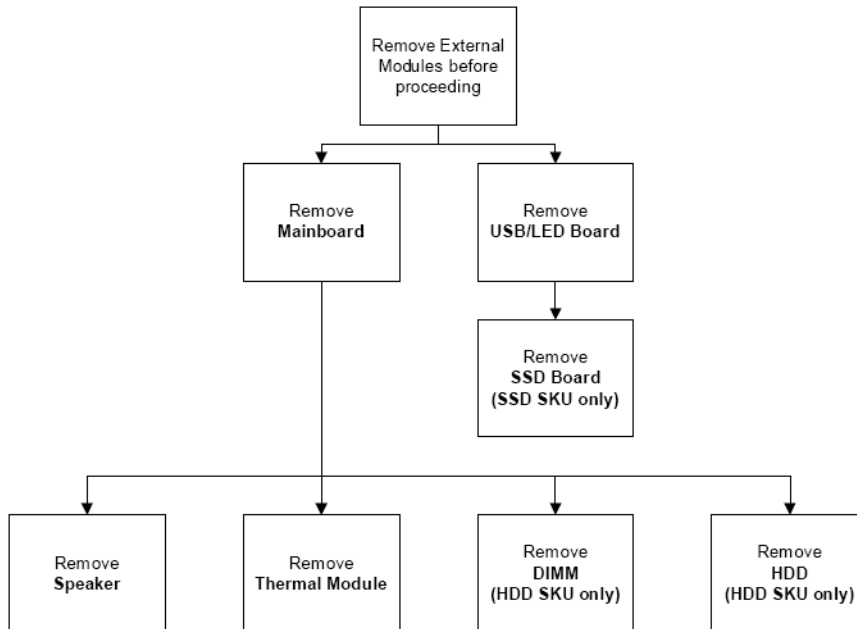 Remove External
Modules before
proceeding
Remove
Mainboard
Remove
USB/LED Board
Remove
SSD Board
(SSD SKU only)
Remove
Speaker
Remove
Thermal Module
Remove
DIMM
(HDD SKU only)
Remove
HDD
(HDD SKU only)